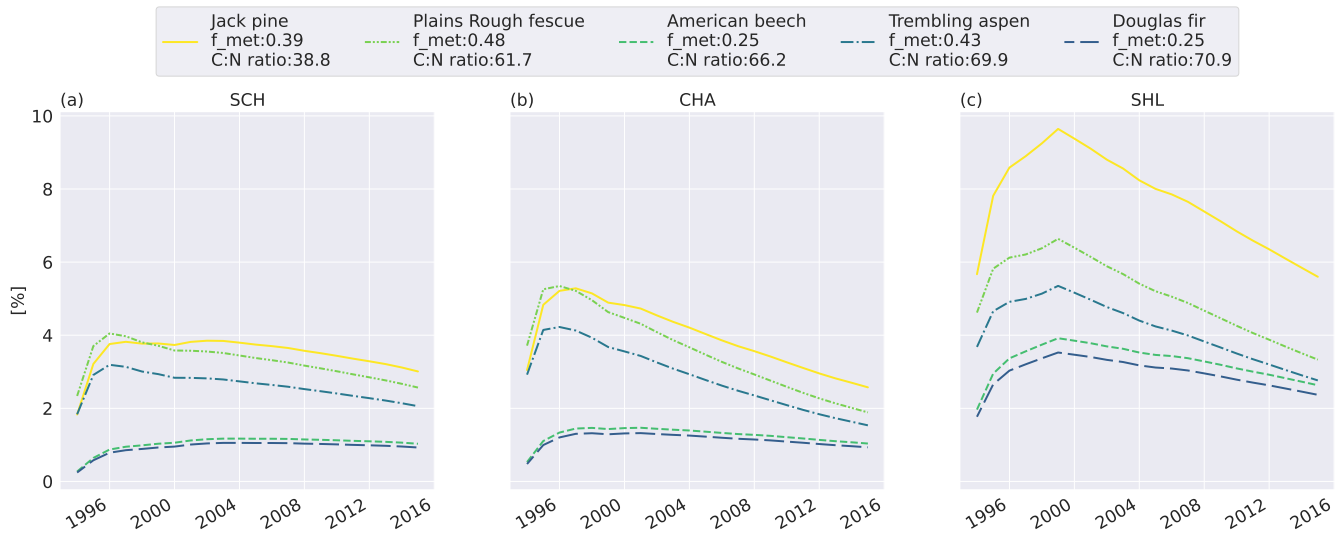 Jack pine
f_met:0.39
C:N ratio:38.8
Plains Rough fescue
f_met:0.48
C:N ratio:61.7
American beech
f_met:0.25
C:N ratio:66.2
Trembling aspen
f_met:0.43
C:N ratio:69.9
Douglas fir
f_met:0.25
C:N ratio:70.9
(a) SCH
(b) CHA
(c) SHL
10
8
6
4
2
0
[%]
1996 2000 2004 2008 2012 2016
1996 2000 2004 2008 2012 2016
1996 2000 2004 2008 2012 2016